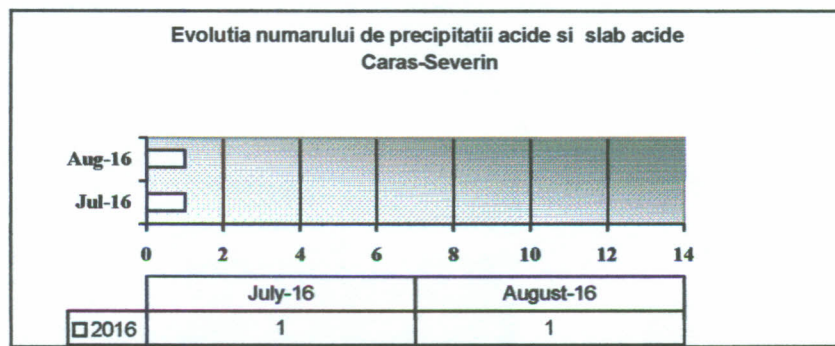 Evolutia numarului de precipitatii acide si slab acide
Caras-Severin
Aug-16
Jul-16
0 2 4 6 8 10 12 14
July-16 August-16
2016 1 1